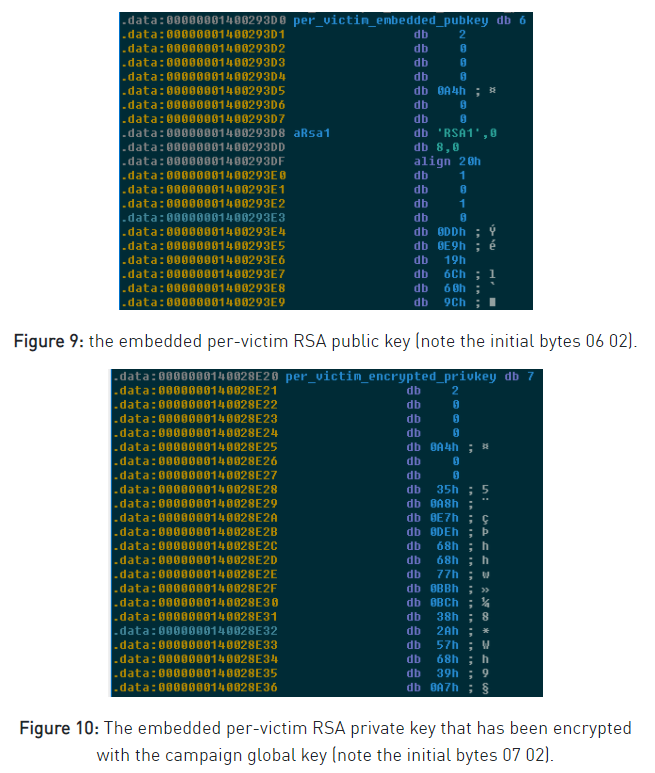 .data:00000001400293D0 per_victim_embedded_pubkey db 6
.data:00000001400293D1 db 2
.data:00000001400293D2 db 0
.data:00000001400293D3 db 0
.data:00000001400293D4 db 0
.data:00000001400293D5 db 0A4h ; ¤
.data:00000001400293D6 db 0
.data:00000001400293D7 db 0
.data:00000001400293D8 aRsa1 db 'RSA1',0
.data:00000001400293DD db 8,0
.data:00000001400293DF align 20h
.data:00000001400293E0 db 1
.data:00000001400293E1 db 0
.data:00000001400293E2 db 1
.data:00000001400293E3 db 0
.data:00000001400293E4 db 0DDh ; Ý
.data:00000001400293E5 db 0E9h ; é
.data:00000001400293E6 db 19h
.data:00000001400293E7 db 6Ch ; l
.data:00000001400293E8 db 60h ; `
.data:00000001400293E9 db 9Ch ; ■
Figure 9: the embedded per-victim RSA public key (note the initial bytes 06 02).
.data:0000000140028E20 per_victim_encrypted_privkey db 7
.data:0000000140028E21 db 2
.data:0000000140028E22 db 0
.data:0000000140028E23 db 0
.data:0000000140028E24 db 0
.data:0000000140028E25 db 0A4h ; ¤
.data:0000000140028E26 db 0
.data:0000000140028E27 db 0
.data:0000000140028E28 db 35h ; 5
.data:0000000140028E29 db 0A8h ; ¨
.data:0000000140028E2A db 0E7h ; ç
.data:0000000140028E2B db 0DEh ; Þ
.data:0000000140028E2C db 68h ; h
.data:0000000140028E2D db 68h ; h
.data:0000000140028E2E db 77h ; w
.data:0000000140028E2F db 0BBh ; »
.data:0000000140028E30 db 0BCh ; ¼
.data:0000000140028E31 db 38h ; 8
.data:0000000140028E32 db 2Ah ; *
.data:0000000140028E33 db 57h ; W
.data:0000000140028E34 db 68h ; h
.data:0000000140028E35 db 39h ; 9
.data:0000000140028E36 db 0A7h ; §
Figure 10: The embedded per-victim RSA private key that has been encrypted
with the campaign global key (note the initial bytes 07 02).